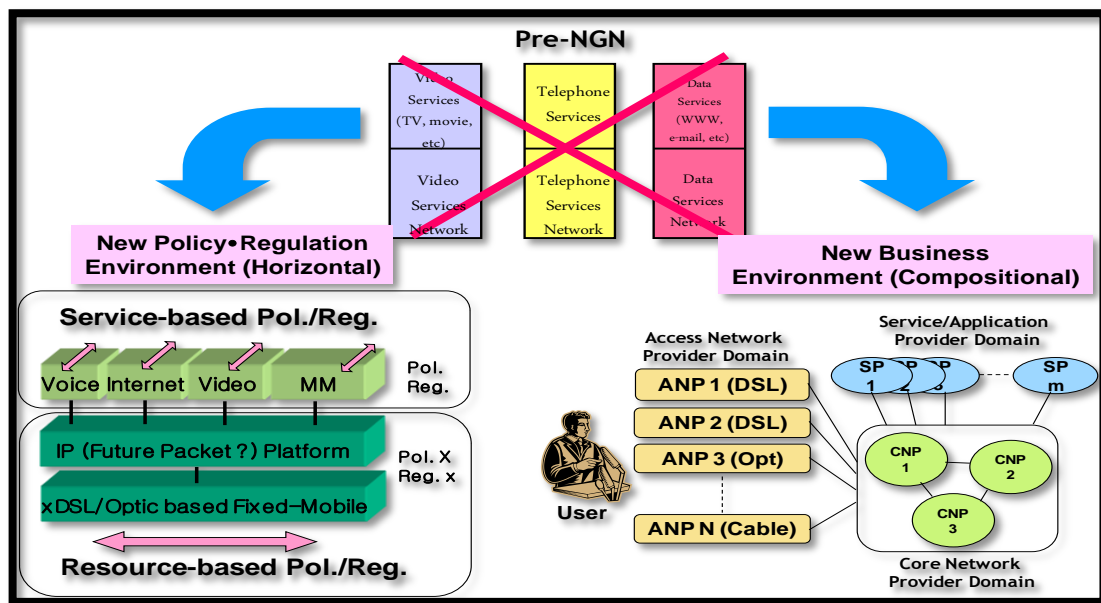 Pre-NGN
Video
Services
(TV, movie,
etc)
Telephone
Services
Data
Services
(WWW,
e-mail, etc)
Video
Services
Network
Telephone
Services
Network
Data
Services
Network
New Policy•Regulation
Environment (Horizontal)
New Business
Environment (Compositional)
Service-based Pol./Reg.
Voice
Internet
Video
MM
Pol.
Reg.
IP (Future Packet ?) Platform
Pol. X
Reg. x
xDSL/Optic based Fixed-Mobile
Resource-based Pol./Reg.
User
Access Network
Provider Domain
ANP 1 (DSL)
ANP 2 (DSL)
ANP 3 (Opt)
ANP N (Cable)
Service/Application
Provider Domain
SP
1
2
SP
m
CNP
1
CNP
2
CNP
3
Core Network
Provider Domain